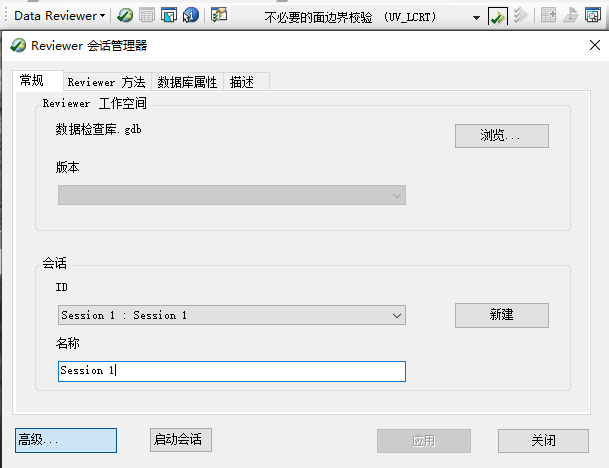 Data Reviewer 不必要的面边界校验 (UV_LCRT)
Reviewer 会话管理器
常规 Reviewer 方法 数据库属性 描述
Reviewer 工作空间
数据检查库.gdb 浏览...
版本
会话
ID
Session 1 : Session 1 新建
名称
Session 1
高级... 启动会话 应用 关闭